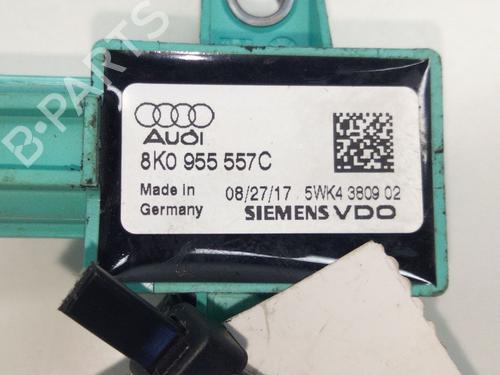 B-PARTS
Audi
8K0 955 557C
Made in Germany
08/27/17 5WK4 3809 02
SIEMENS VDO